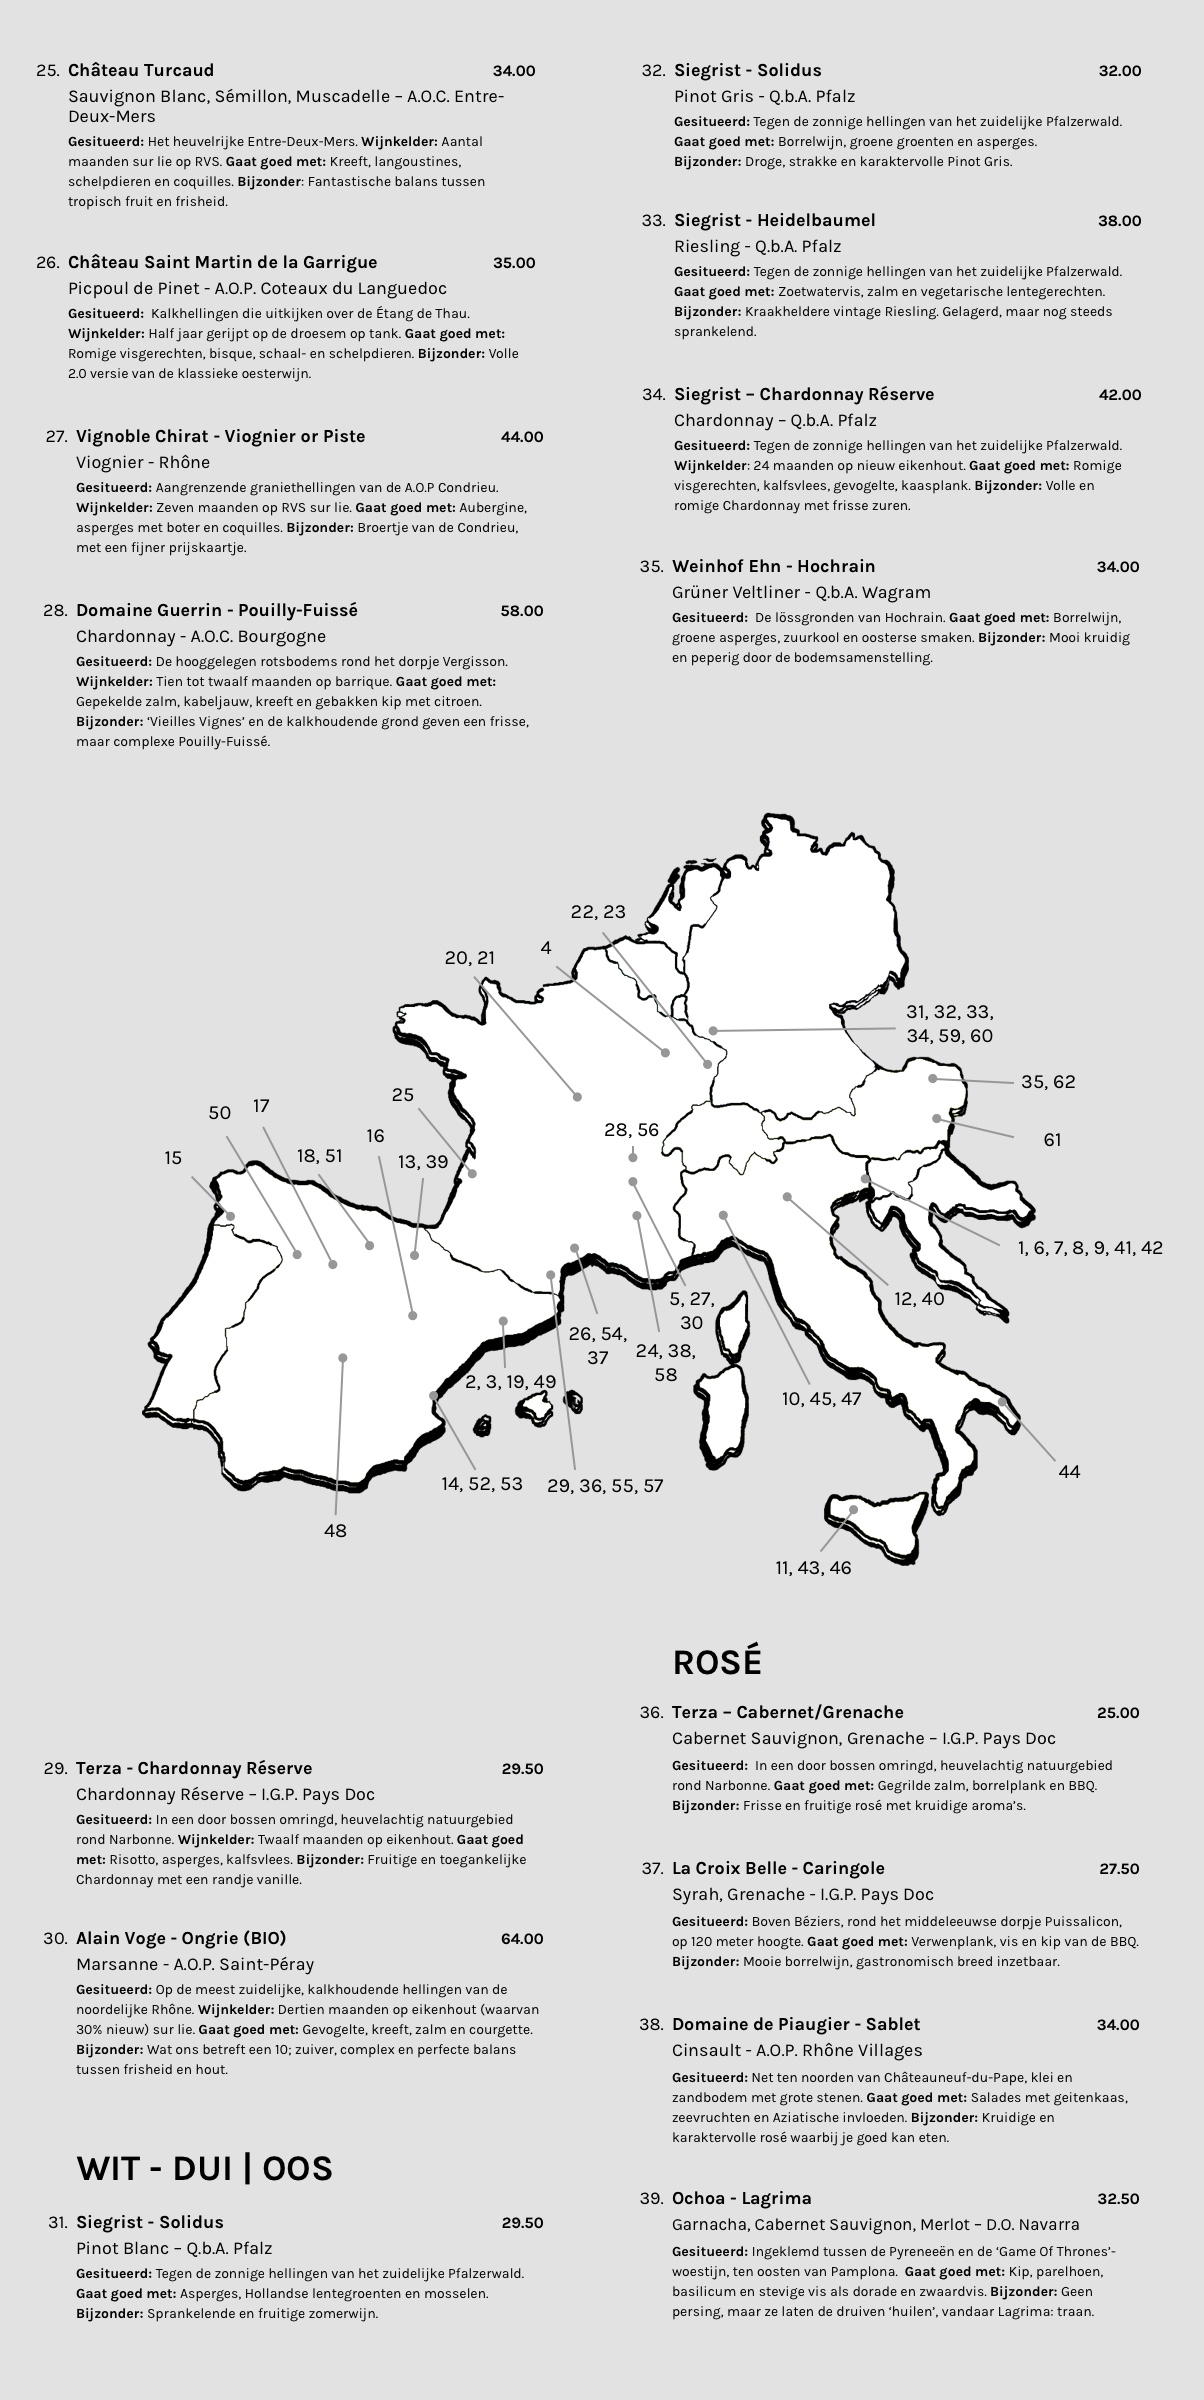 25. Château Turcaud 34.00
Sauvignon Blanc, Sémillon, Muscadelle – A.O.C. Entre-
Deux-Mers
Gesitueerd: Het heuvelrijke Entre-Deux-Mers. Wijnkelder: Aantal
maanden sur lie op RVS. Gaat goed met: Kreeft, langoustines,
schelpdieren en coquilles. Bijzonder: Fantastische balans tussen
tropisch fruit en frisheid.
26. Château Saint Martin de la Garrigue 35.00
Picpoul de Pinet - A.O.P. Coteaux du Languedoc
Gesitueerd: Kalkhellingen die uitkijken over de Étang de Thau.
Wijnkelder: Half jaar gerijpt op de droesem op tank. Gaat goed met:
Romige visgerechten, bisque, schaal- en schelpdieren. Bijzonder: Volle
2.0 versie van de klassieke oesterwijn.
27. Vignoble Chirat - Viognier or Piste 44.00
Viognier - Rhône
Gesitueerd: Aangrenzende graniethellingen van de A.O.P Condrieu.
Wijnkelder: Zeven maanden op RVS sur lie. Gaat goed met: Aubergine,
asperges met boter en coquilles. Bijzonder: Broertje van de Condrieu,
met een fijner prijskaartje.
28. Domaine Guerrin - Pouilly-Fuissé 58.00
Chardonnay - A.O.C. Bourgogne
Gesitueerd: De hooggelegen rotsbodems rond het dorpje Vergisson.
Wijnkelder: Tien tot twaalf maanden op barrique. Gaat goed met:
Gepekelde zalm, kabeljauw, kreeft en gebakken kip met citroen.
Bijzonder: ‘Vieilles Vignes’ en de kalkhoudende grond geven een frisse,
maar complexe Pouilly-Fuissé.
32. Siegrist - Solidus 32.00
Pinot Gris - Q.b.A. Pfalz
Gesitueerd: Tegen de zonnige hellingen van het zuidelijke Pfalzerwald.
Gaat goed met: Borrelwijn, groene groenten en asperges.
Bijzonder: Droge, strakke en karaktervolle Pinot Gris.
33. Siegrist - Heidelbaumel 38.00
Riesling - Q.b.A. Pfalz
Gesitueerd: Tegen de zonnige hellingen van het zuidelijke Pfalzerwald.
Gaat goed met: Zoetwatervis, zalm en vegetarische lentegerechten.
Bijzonder: Kraakheldere vintage Riesling. Gelagerd, maar nog steeds
sprankelend.
34. Siegrist – Chardonnay Réserve 42.00
Chardonnay – Q.b.A. Pfalz
Gesitueerd: Tegen de zonnige hellingen van het zuidelijke Pfalzerwald.
Wijnkelder: 24 maanden op nieuw eikenhout. Gaat goed met: Romige
visgerechten, kalfsvlees, gevogelte, kaasplank. Bijzonder: Volle en
romige Chardonnay met frisse zuren.
35. Weinhof Ehn - Hochrain 34.00
Grüner Veltliner - Q.b.A. Wagram
Gesitueerd: De lössgronden van Hochrain. Gaat goed met: Borrelwijn,
groene asperges, zuurkool en oosterse smaken. Bijzonder: Mooi kruidig
en peperig door de bodemsamenstelling.
22, 23
4
20, 21
31, 32, 33,
34, 59, 60
35, 62
25
50
17
28, 56
16
61
15
18, 51
13, 39
1, 6, 7, 8, 9, 41, 42
5, 27,
30
12, 40
26, 54,
37
24, 38,
58
2, 3, 19, 49
10, 45, 47
44
14, 52, 53
29, 36, 55, 57
48
11, 43, 46
29. Terza - Chardonnay Réserve 29.50
Chardonnay Réserve – I.G.P. Pays Doc
Gesitueerd: In een door bossen omringd, heuvelachtig natuurgebied
rond Narbonne. Wijnkelder: Twaalf maanden op eikenhout. Gaat goed
met: Risotto, asperges, kalfsvlees. Bijzonder: Fruitige en toegankelijke
Chardonnay met een randje vanille.
30. Alain Voge - Ongrie (BIO) 64.00
Marsanne - A.O.P. Saint-Péray
Gesitueerd: Op de meest zuidelijke, kalkhoudende hellingen van de
noordelijke Rhône. Wijnkelder: Dertien maanden op eikenhout (waarvan
30% nieuw) sur lie. Gaat goed met: Gevogelte, kreeft, zalm en courgette.
Bijzonder: Wat ons betreft een 10; zuiver, complex en perfecte balans
tussen frisheid en hout.
WIT - DUI | OOS
31. Siegrist - Solidus 29.50
Pinot Blanc – Q.b.A. Pfalz
Gesitueerd: Tegen de zonnige hellingen van het zuidelijke Pfalzerwald.
Gaat goed met: Asperges, Hollandse lentegroenten en mosselen.
Bijzonder: Sprankelende en fruitige zomerwijn.
ROSÉ
36. Terza – Cabernet/Grenache 25.00
Cabernet Sauvignon, Grenache – I.G.P. Pays Doc
Gesitueerd: In een door bossen omringd, heuvelachtig natuurgebied
rond Narbonne. Gaat goed met: Gegrilde zalm, borrelplank en BBQ.
Bijzonder: Frisse en fruitige rosé met kruidige aroma’s.
37. La Croix Belle - Caringole 27.50
Syrah, Grenache - I.G.P. Pays Doc
Gesitueerd: Boven Béziers, rond het middeleeuwse dorpje Puissalicon,
op 120 meter hoogte. Gaat goed met: Verwenplank, vis en kip van de BBQ.
Bijzonder: Mooie borrelwijn, gastronomisch breed inzetbaar.
38. Domaine de Piaugier - Sablet 34.00
Cinsault - A.O.P. Rhône Villages
Gesitueerd: Net ten noorden van Châteauneuf-du-Pape, klei en
zandbodem met grote stenen. Gaat goed met: Salades met geitenkaas,
zeevruchten en Aziatische invloeden. Bijzonder: Kruidige en
karaktervolle rosé waarbij je goed kan eten.
39. Ochoa - Lagrima 32.50
Garnacha, Cabernet Sauvignon, Merlot – D.O. Navarra
Gesitueerd: Ingeklemd tussen de Pyreneeën en de ‘Game Of Thrones’-
woestijn, ten oosten van Pamplona. Gaat goed met: Kip, parelhoen,
basilicum en stevige vis als dorade en zwaardvis. Bijzonder: Geen
persing, maar ze laten de druiven ‘huilen’, vandaar Lagrima: traan.